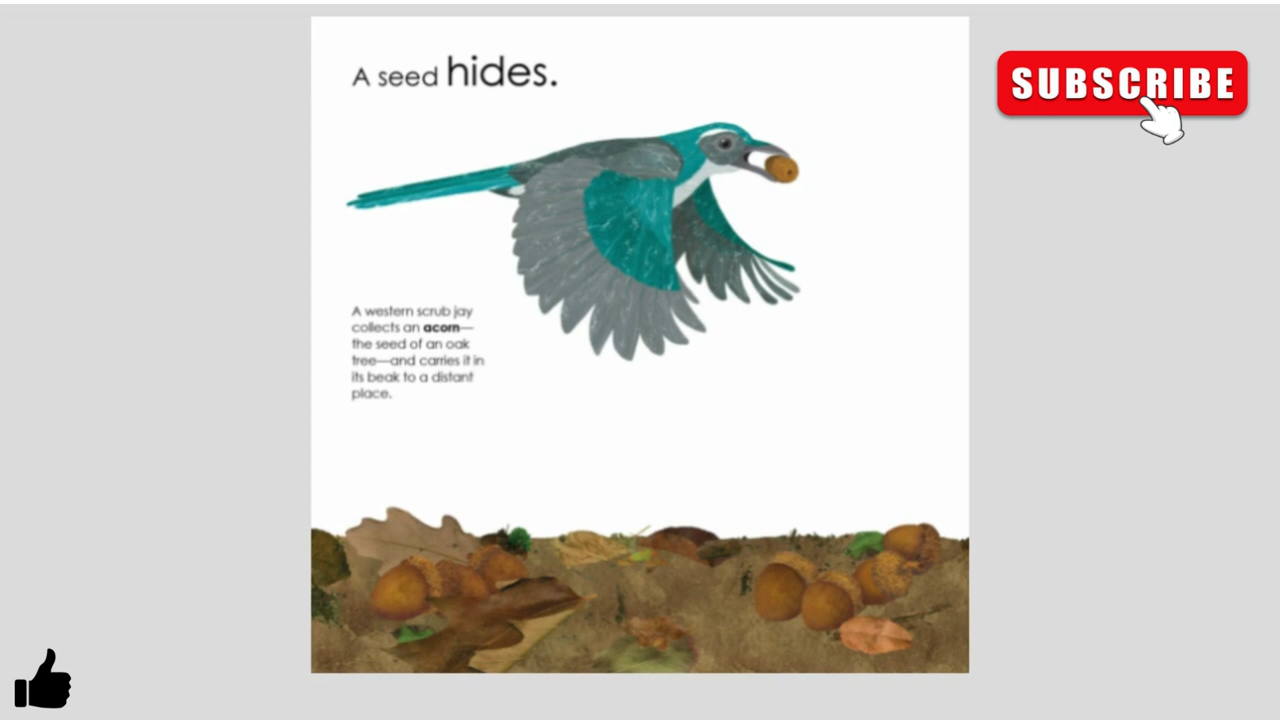 A seed hides.
SUBSCRIBE
A western scrub jay
collects an acorn—
the seed of an oak
tree—and carries it in
its beak to a distant
place.